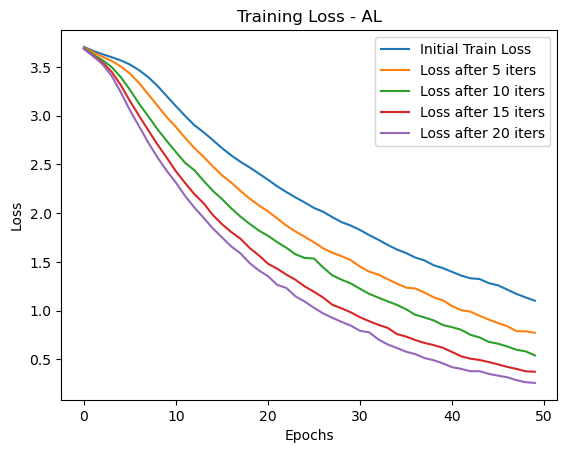 Training Loss - AL
Initial Train Loss
Loss after 5 iters
Loss after 10 iters
Loss after 15 iters
Loss after 20 iters
3.5
3.0
2.5
2.0
1.5
1.0
0.5
Loss
0 10 20 30 40 50
Epochs